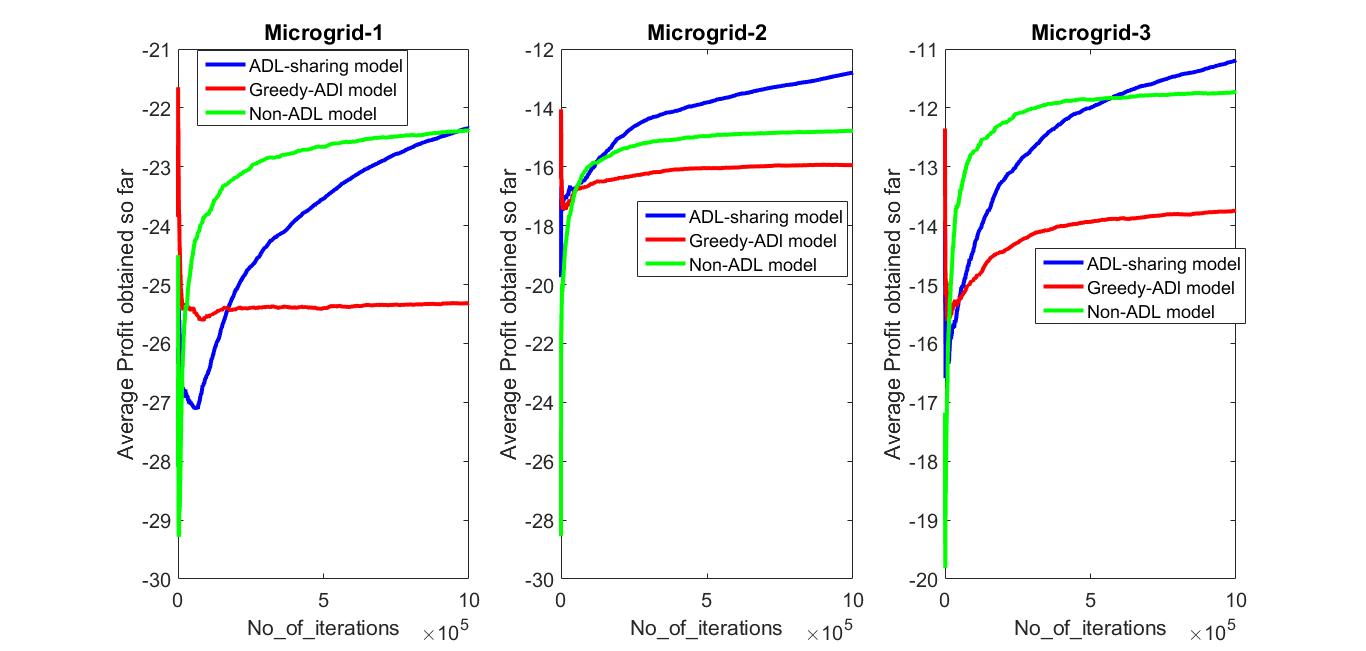 Microgrid-1
-21
-22
-23
-24
-25
-26
-27
-28
-29
-30
0
5
10
Average Profit obtained so far
No_of_iterations
×10^5
ADL-sharing model
Greedy-ADl model
Non-ADL model
Microgrid-2
-12
-14
-16
-18
-20
-22
-24
-26
-28
-30
0
5
10
Average Profit obtained so far
No_of_iterations
×10^5
ADL-sharing model
Greedy-ADl model
Non-ADL model
Microgrid-3
-11
-12
-13
-14
-15
-16
-17
-18
-19
-20
0
5
10
Average Profit obtained so far
No_of_iterations
×10^5
ADL-sharing model
Greedy-ADl model
Non-ADL model